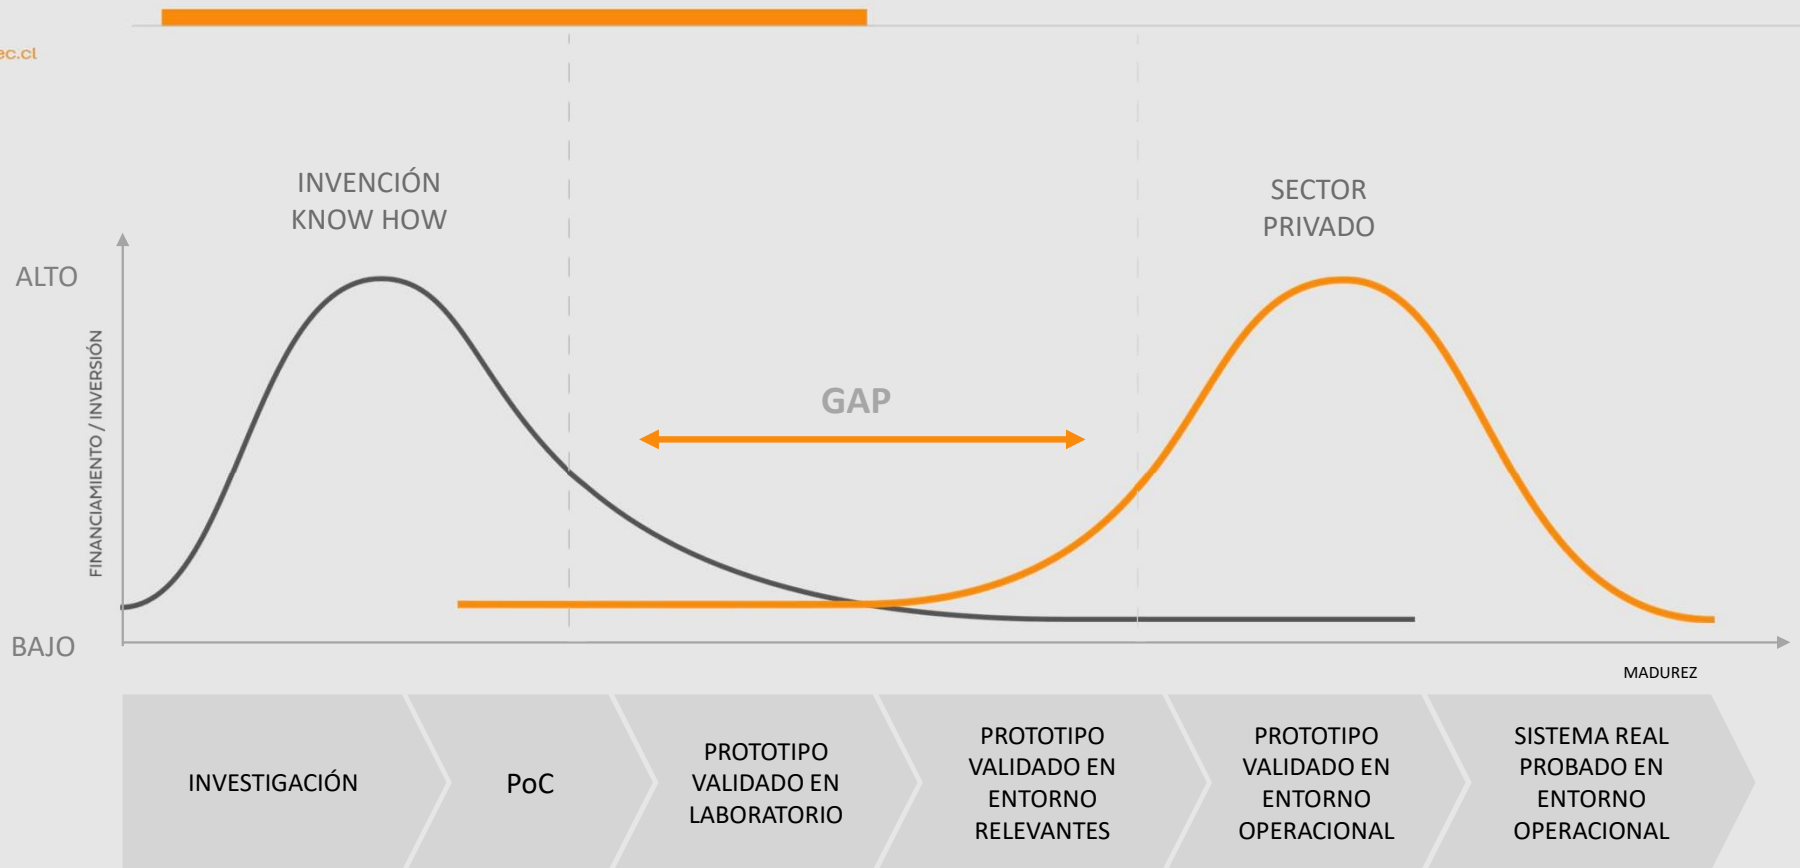 ec.cl
INVENCIÓN
KNOW HOW
SECTOR
PRIVADO
ALTO
FINANCIAMIENTO / INVERSIÓN
GAP
BAJO
MADUREZ
INVESTIGACIÓN
PoC
PROTOTIPO
VALIDADO EN
LABORATORIO
PROTOTIPO
VALIDADO EN
ENTORNO
RELEVANTES
PROTOTIPO
VALIDADO EN
ENTORNO
OPERACIONAL
SISTEMA REAL
PROBADO EN
ENTORNO
OPERACIONAL